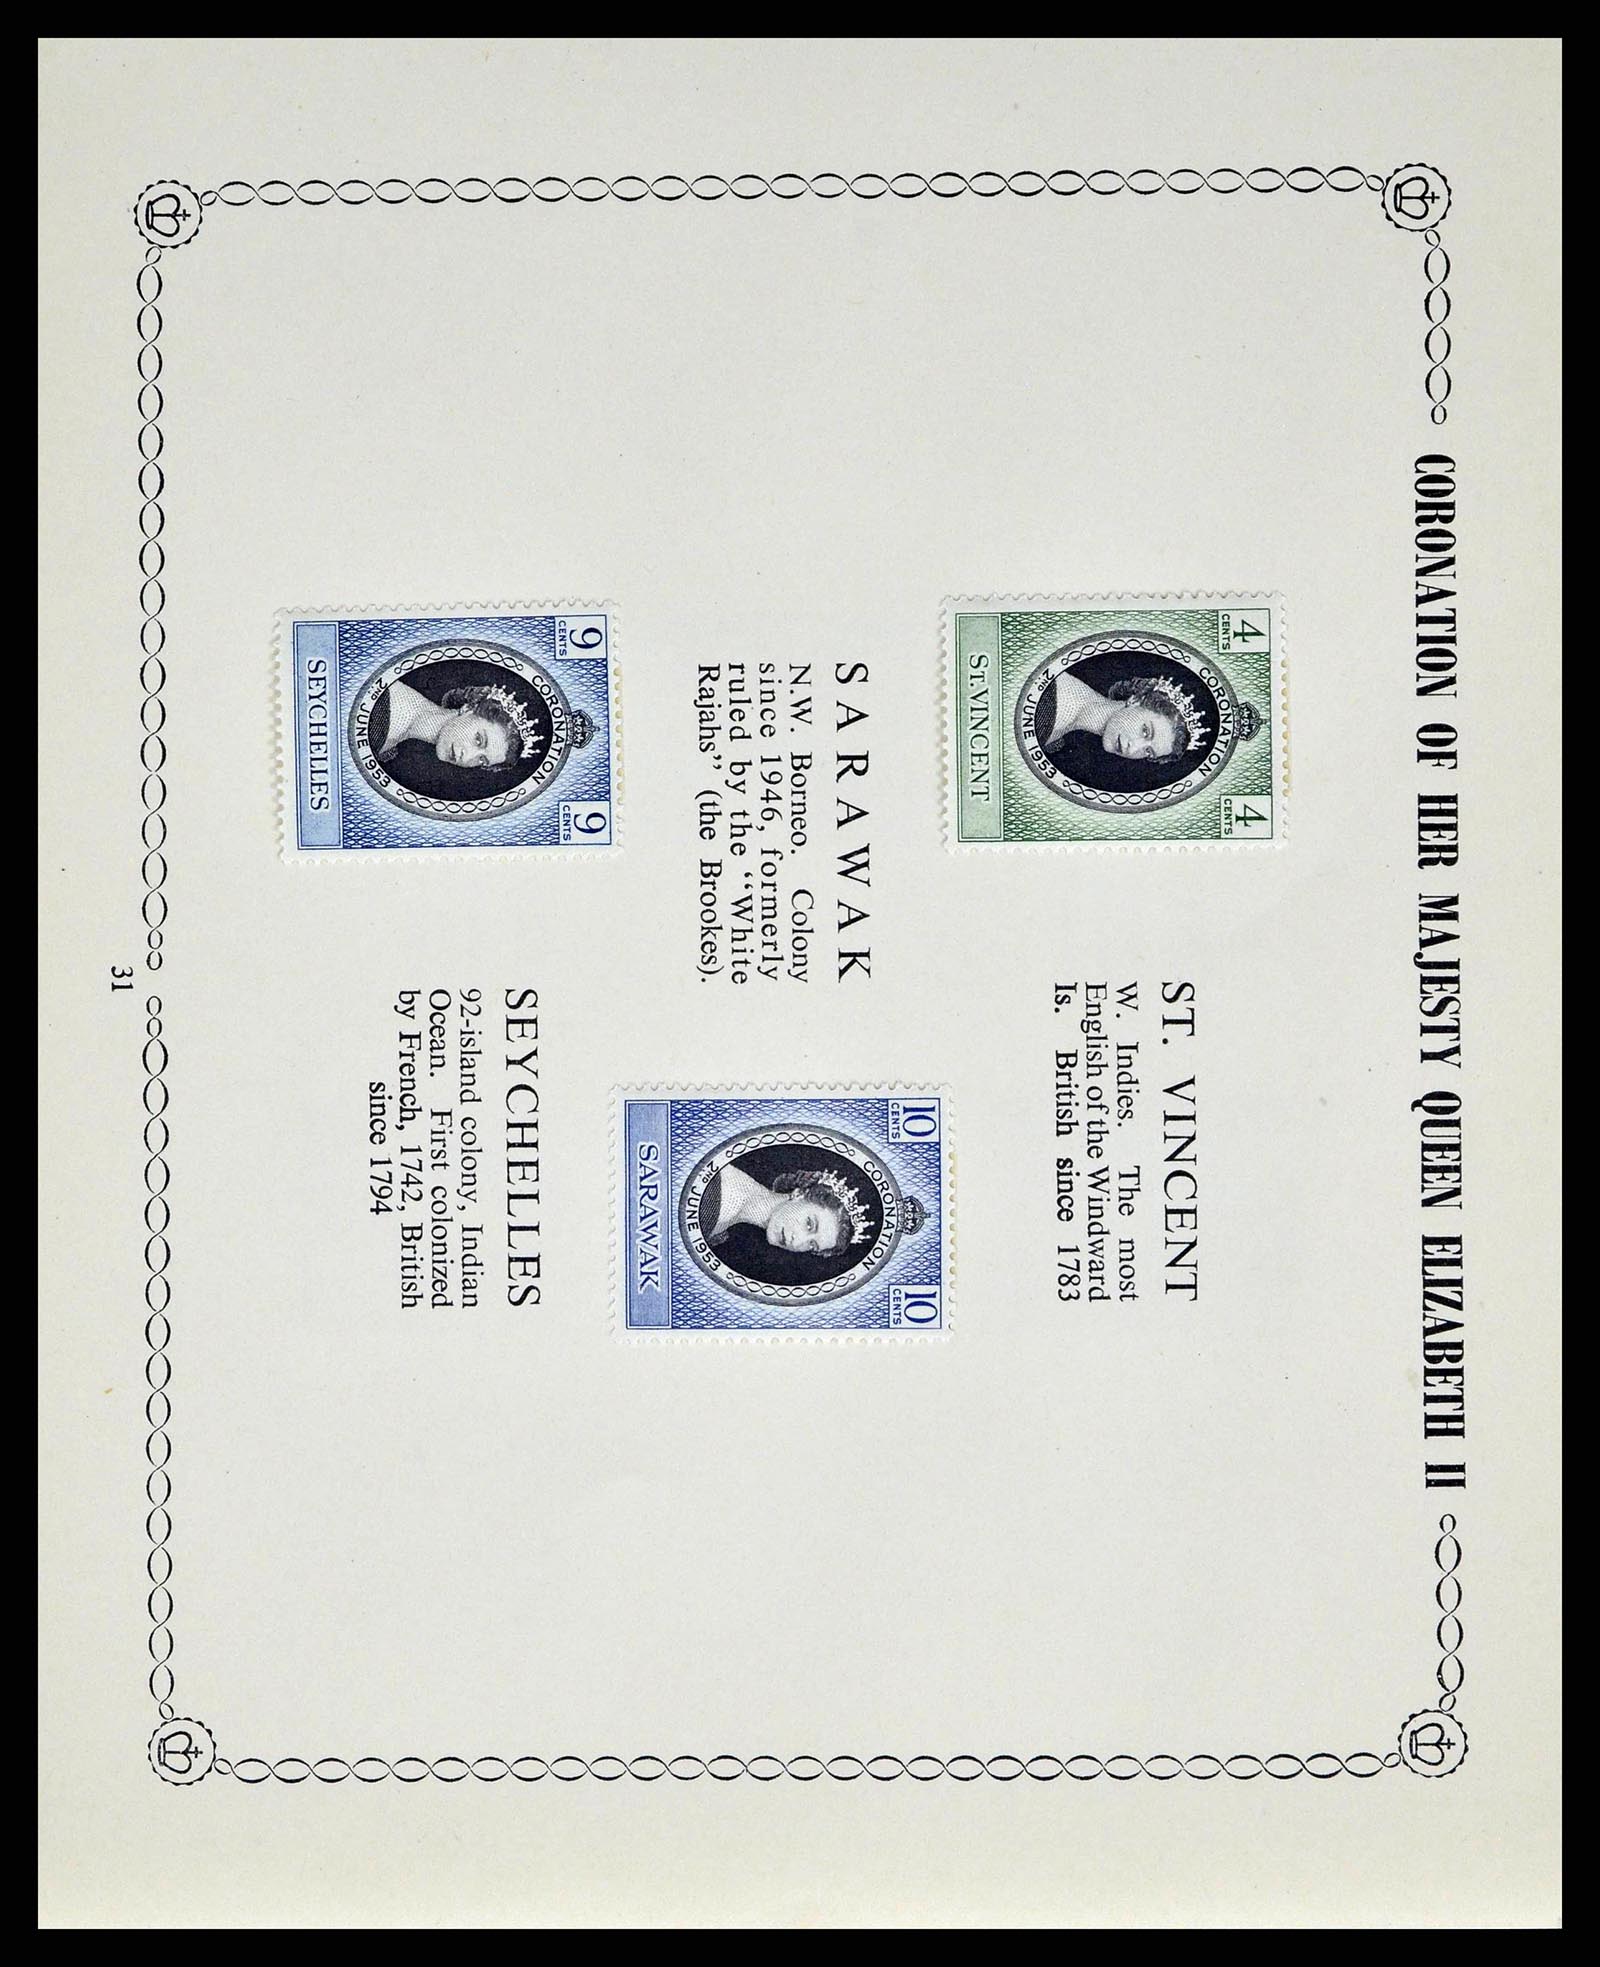 CORONATION OF HER MAJESTY QUEEN ELIZABETH II
4 CENTS
4 CENTS
CORONATION
2ND JUNE 1953
ST. VINCENT
ST. VINCENT
W. Indies. The most
English of the Windward
Is. British since 1783
SARAWAK
N.W. Borneo. Colony
since 1946, formerly
ruled by the “White
Rajahs” (the Brookes).
10 CENTS
10 CENTS
CORONATION
2ND JUNE 1953
SARAWAK
9 CENTS
9 CENTS
CORONATION
2ND JUNE 1953
SEYCHELLES
SEYCHELLES
92-island colony, Indian
Ocean. First colonized
by French, 1742, British
since 1794
31